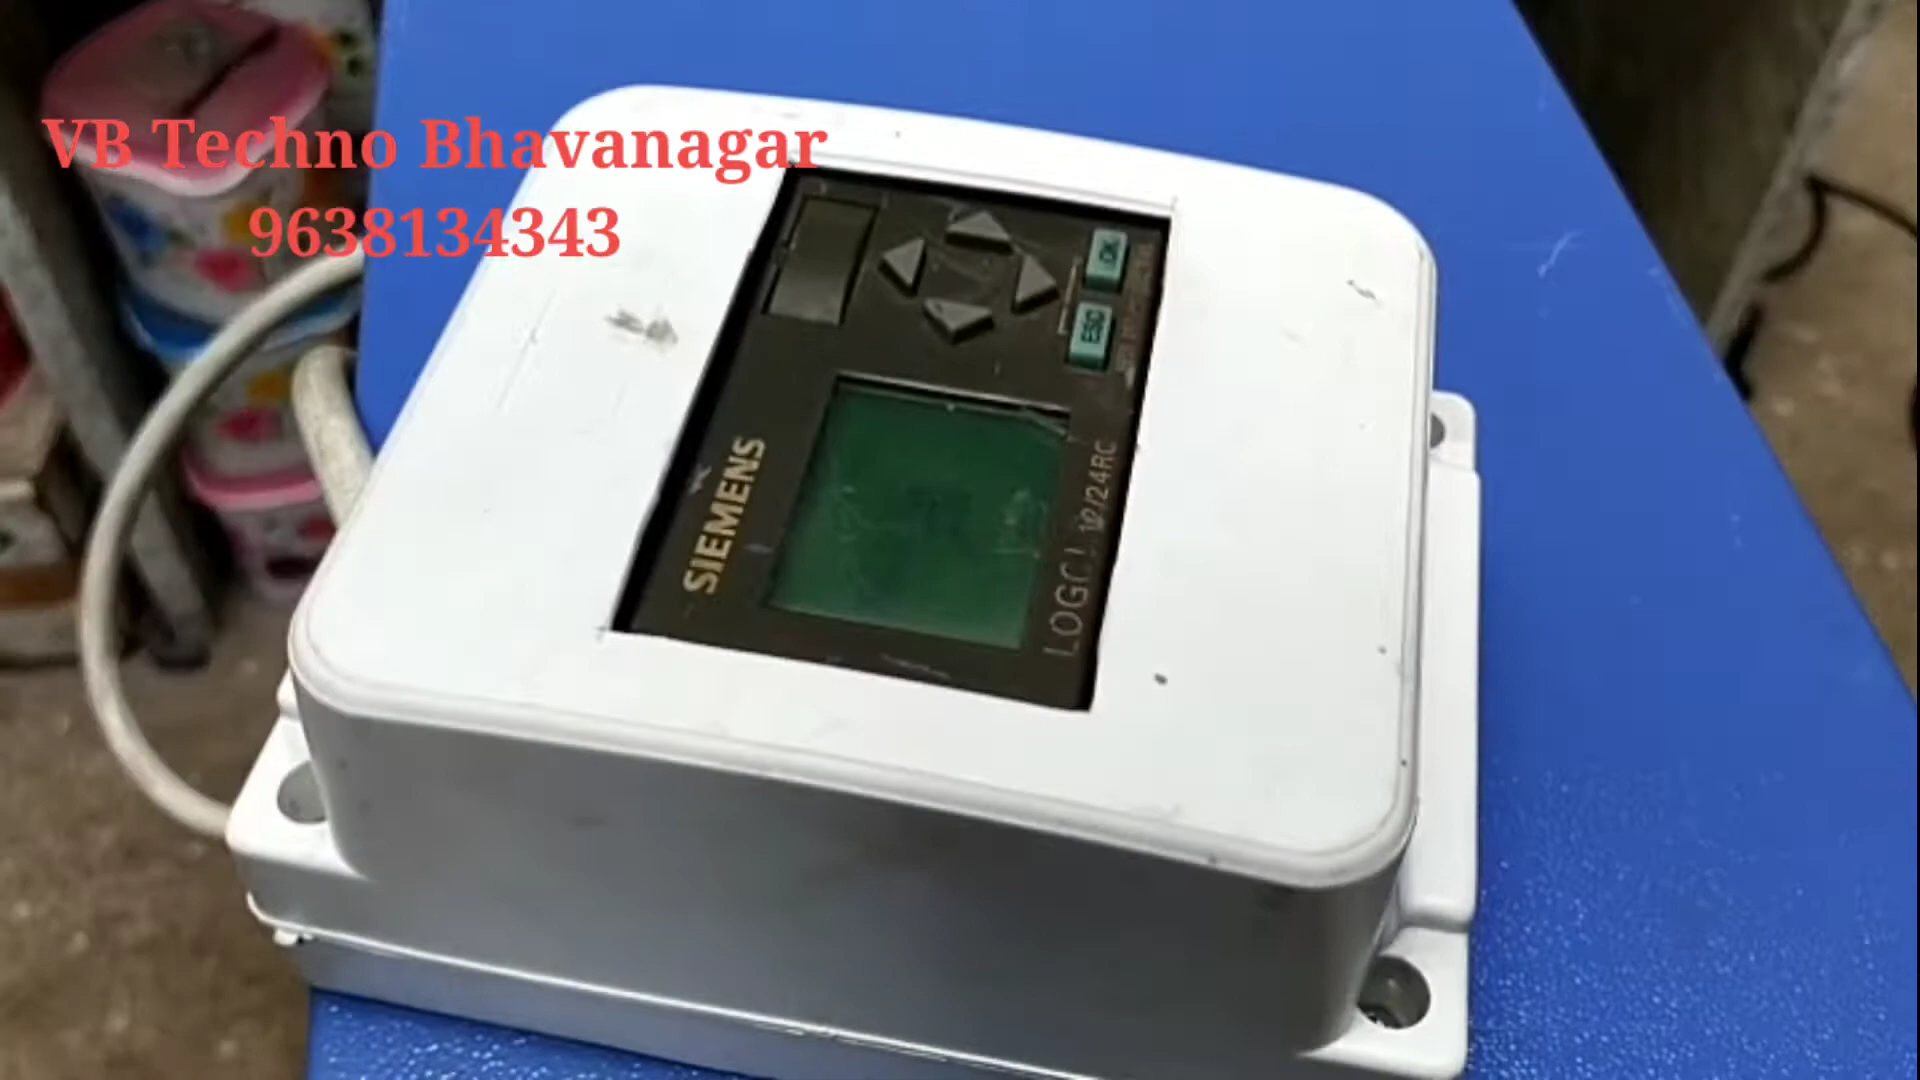 VB Techno Bhavanagar
9638134343
OK
ESC
SIEMENS
LOGO! 12/24RC